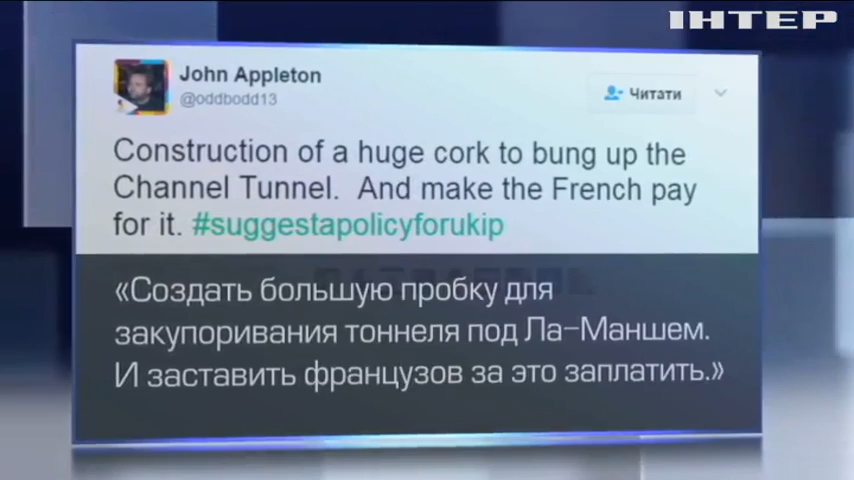 ІНТЕР
John Appleton
@oddbodd13
Читати
Construction of a huge cork to bung up the
Channel Tunnel. And make the French pay
for it. #suggestapolicyforukip
«Создать большую пробку для
закупоривания тоннеля под Ла-Маншем.
И заставить французов за это заплатить.»